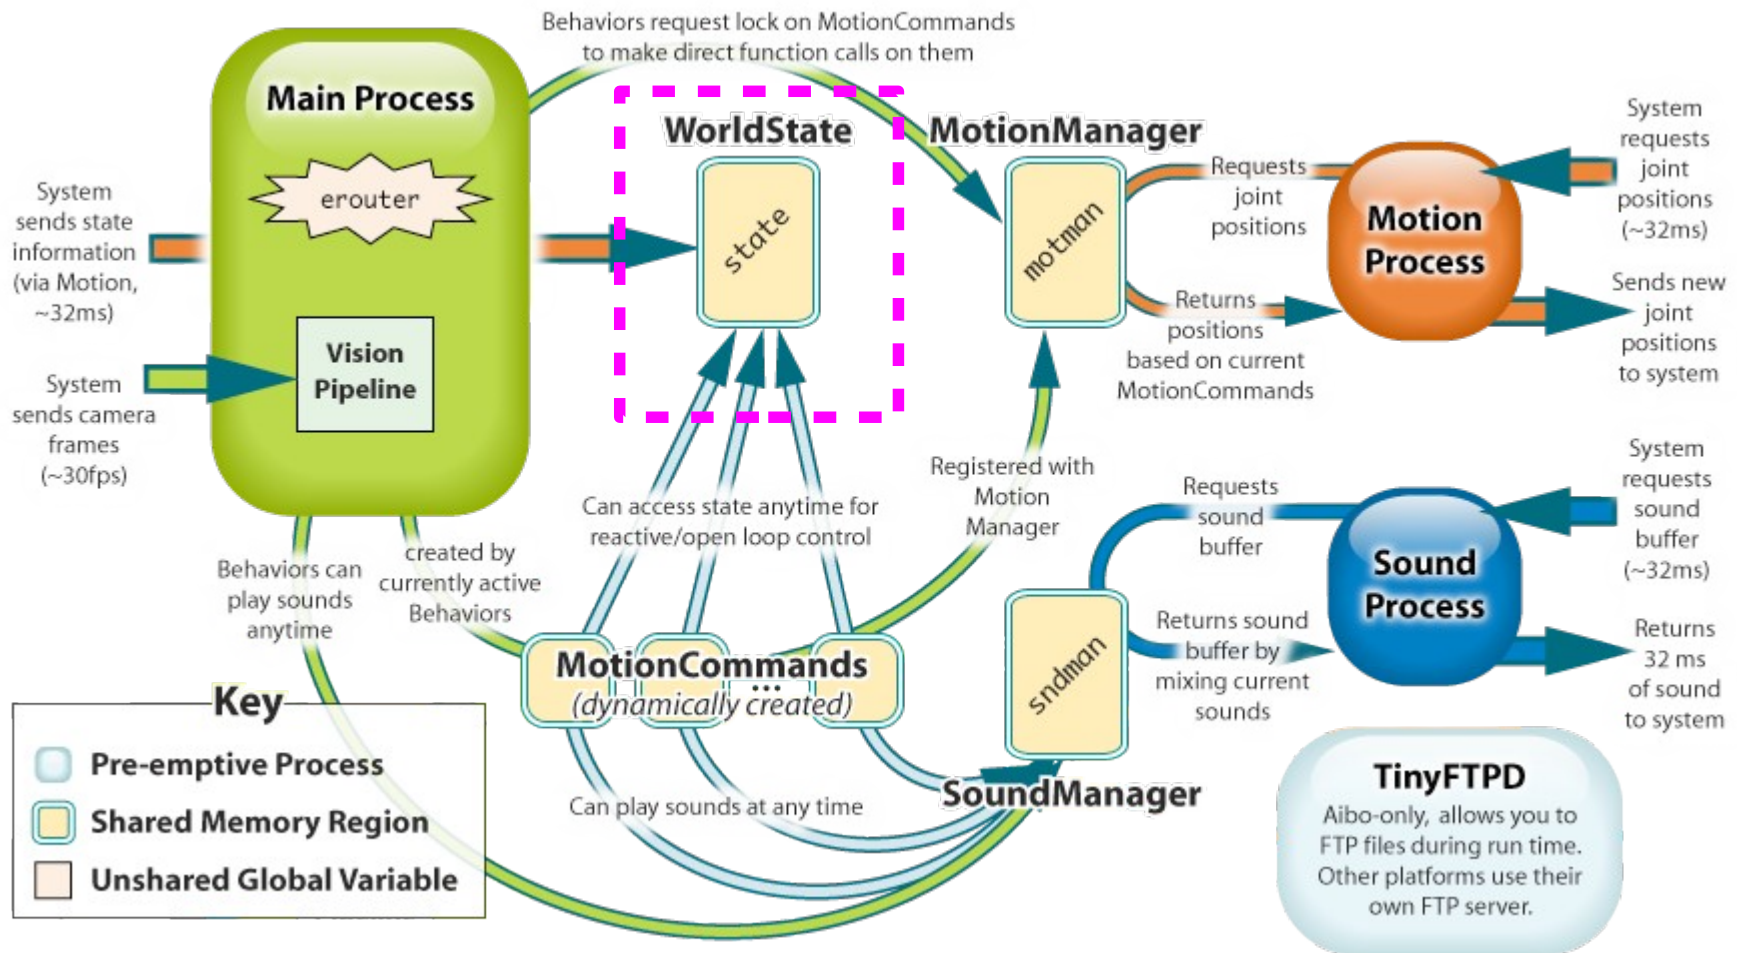 Behaviors request lock on MotionCommands
to make direct function calls on them
Main Process
erouter
Vision
Pipeline
System
sends state
information
(via Motion,
~32ms)
System
sends camera
frames
(~30fps)
WorldState
state
MotionManager
motman
Requests
joint
positions
Returns
positions
based on current
MotionCommands
Motion
Process
System
requests
joint
positions
(~32ms)
Sends new
joint
positions
to system
Can access state anytime for
reactive/open loop control
Registered with
Motion
Manager
Behaviors can
play sounds
anytime
created by
currently active
Behaviors
MotionCommands
...
(dynamically created)
Can play sounds at any time
sndman
SoundManager
Requests
sound
buffer
Returns sound
buffer by
mixing current
sounds
Sound
Process
System
requests
sound
buffer
(~32ms)
Returns
32 ms
of sound
to system
Key
Pre-emptive Process
Shared Memory Region
Unshared Global Variable
TinyFTPD
Aibo-only, allows you to
FTP files during run time.
Other platforms use their
own FTP server.